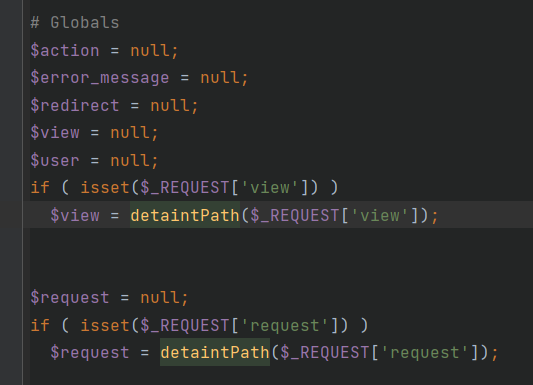 # Globals
$action = null;
$error_message = null;
$redirect = null;
$view = null;
$user = null;
if ( isset($_REQUEST['view']) )
$view = detaintPath($_REQUEST['view']);
$request = null;
if ( isset($_REQUEST['request']) )
$request = detaintPath($_REQUEST['request']);